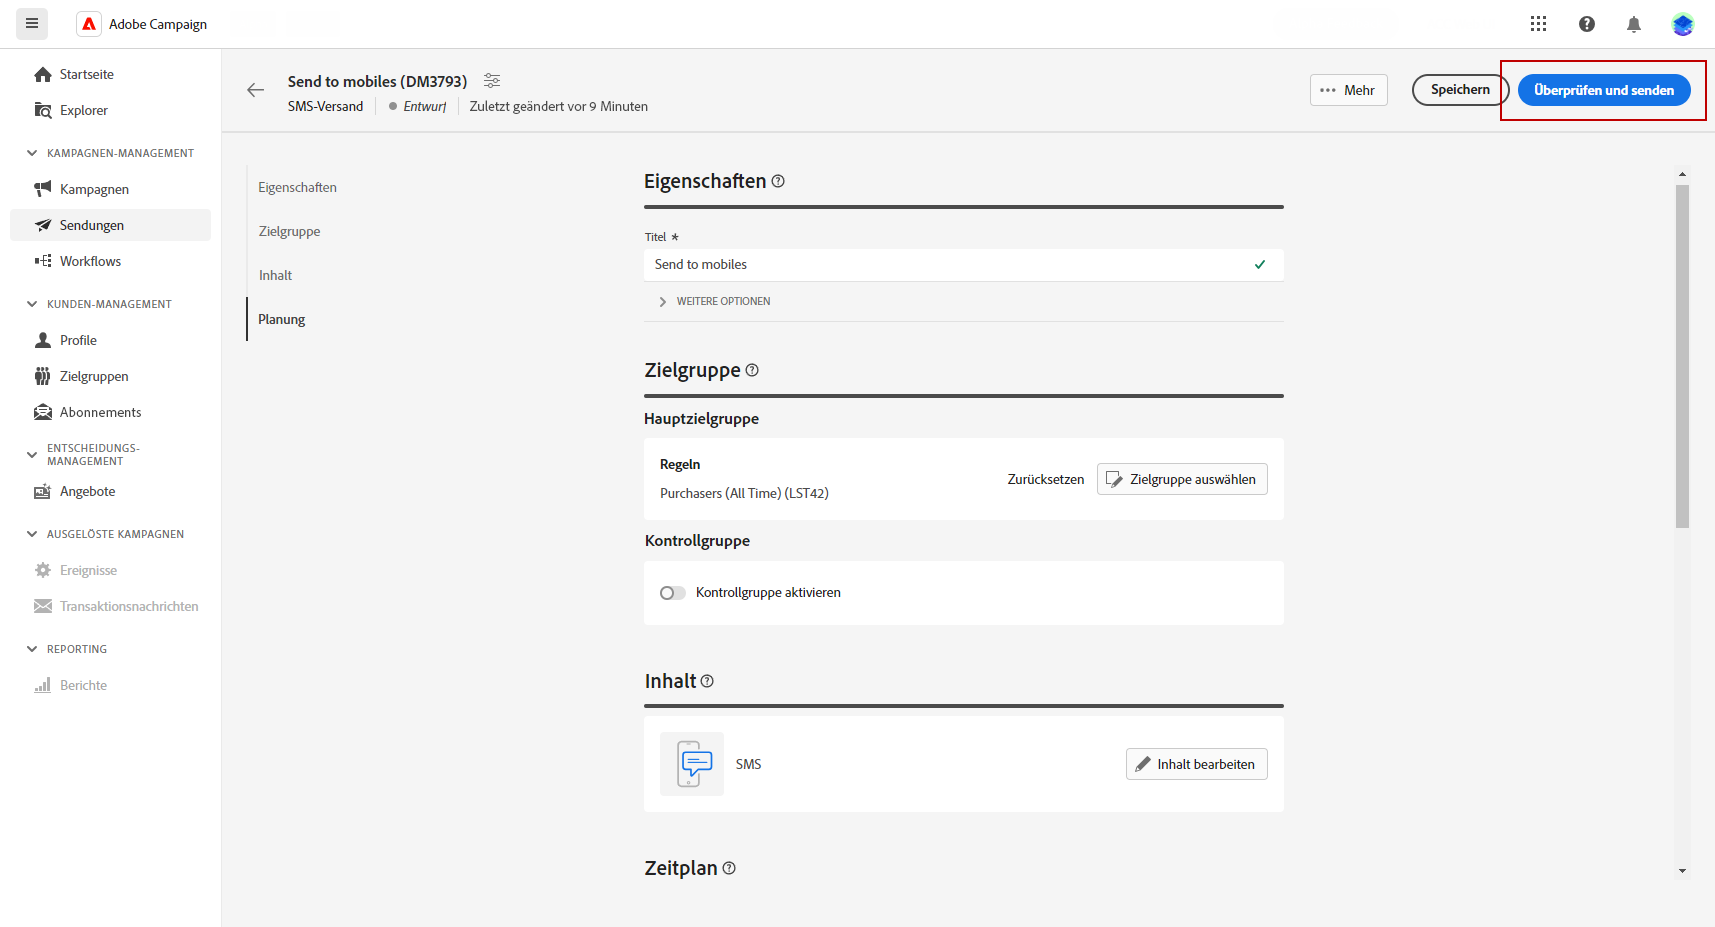 Adobe Campaign
Startseite
Explorer
KAMPAGNEN-MANAGEMENT
Kampagnen
Sendungen
Workflows
KUNDEN-MANAGEMENT
Profile
Zielgruppen
Abonnements
ENTSCHEIDUNGS-
MANAGEMENT
Angebote
AUSGELÖSTE KAMPAGNEN
Ereignisse
Transaktionsnachrichten
REPORTING
Berichte
Send to mobiles (DM3793)
SMS-Versand
Entwurf
Zuletzt geändert vor 9 Minuten
Mehr
Speichern
Überprüfen und senden
Eigenschaften
Zielgruppe
Inhalt
Planung
Eigenschaften
Titel *
Send to mobiles
WEITERE OPTIONEN
Zielgruppe
Hauptzielgruppe
Regeln
Purchasers (All Time) (LST42)
Zurücksetzen
Zielgruppe auswählen
Kontrollgruppe
Kontrollgruppe aktivieren
Inhalt
SMS
Inhalt bearbeiten
Zeitplan